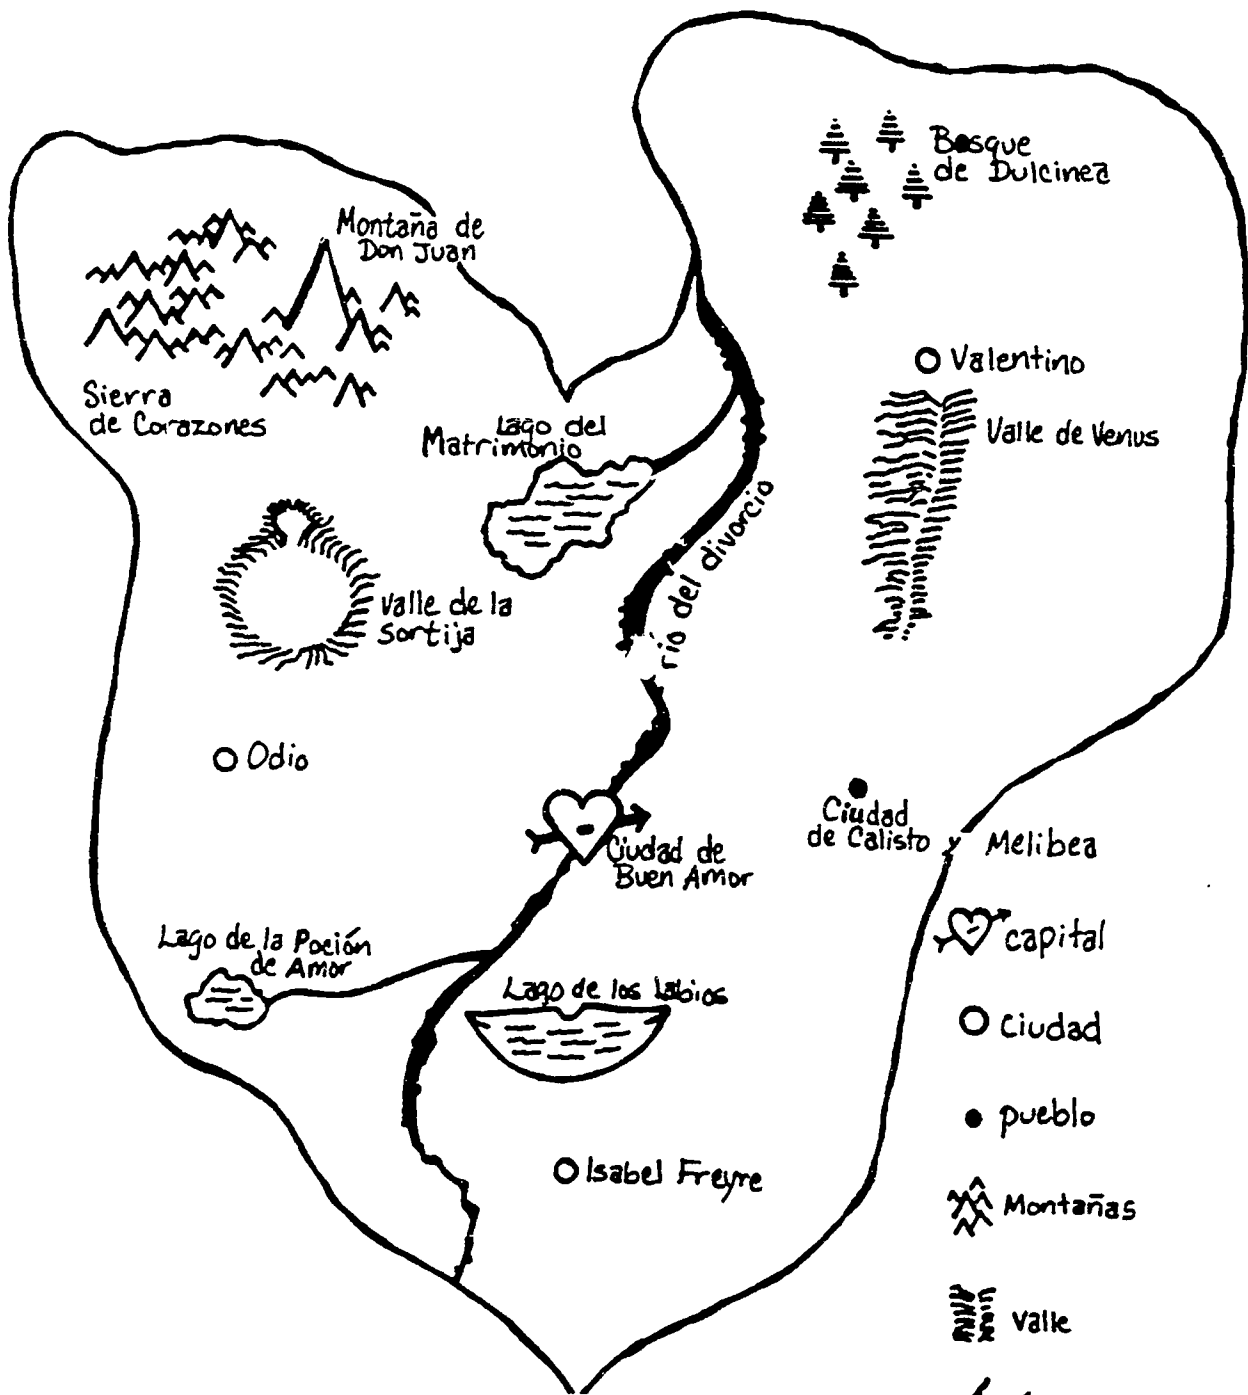 Bosque
de Dulcinea
Montaña de
Don Juan
Valentino
Sierra
de Corazones
Lago del
Matrimonio
Valle de Venus
río del divorcio
Valle de la
Sortija
Odio
Ciudad
de Calisto y Melibea
Ciudad de
Buen Amor
capital
Lago de la Poción
de Amor
Lago de los Labios
Ciudad
pueblo
Isabel Freyre
Montañas
Valle